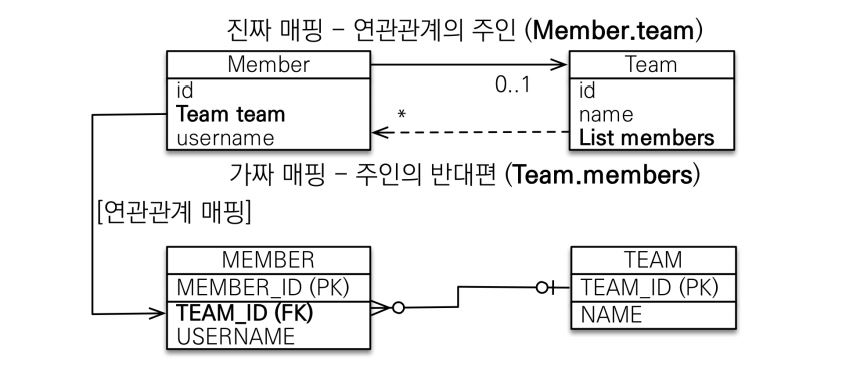 진짜 매핑 - 연관관계의 주인 (Member.team)
Member
id
Team team
username
0..1
*
Team
id
name
List members
가짜 매핑 - 주인의 반대편 (Team.members)
[연관관계 매핑]
MEMBER
MEMBER_ID (PK)
TEAM_ID (FK)
USERNAME
TEAM
TEAM_ID (PK)
NAME